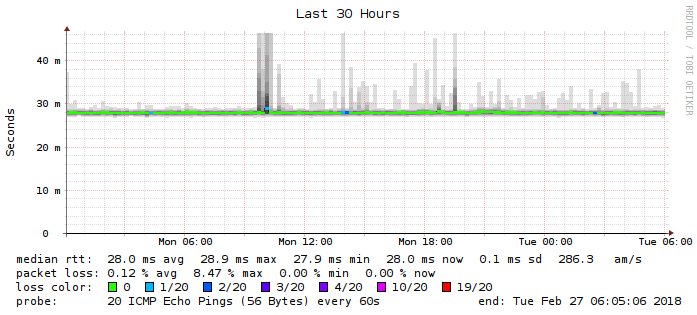 Last 30 Hours
RRDTOOL / TOBI OETIKER
Seconds
40 m
30 m
20 m
10 m
0
Mon 06:00 Mon 12:00 Mon 18:00 Tue 00:00 Tue 06:00
median rtt: 28.0 ms avg 28.9 ms max 27.9 ms min 28.0 ms now 0.1 ms sd 286.3 am/s
packet loss: 0.12 % avg 8.47 % max 0.00 % min 0.00 % now
loss color: 0 1/20 2/20 3/20 4/20 10/20 19/20
probe: 20 ICMP Echo Pings (56 Bytes) every 60s end: Tue Feb 27 06:05:06 2018